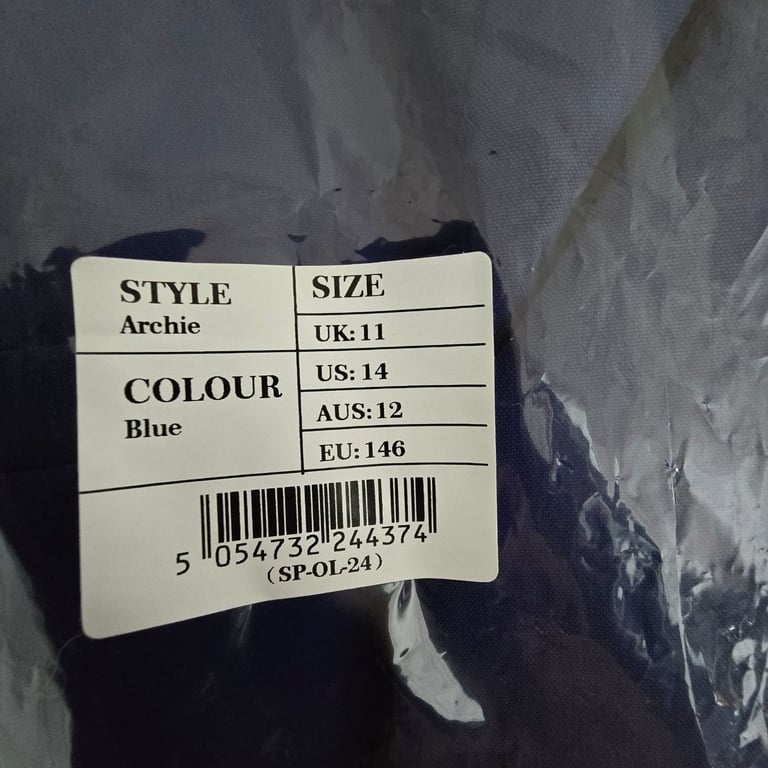 STYLE
Archie
COLOUR
Blue
SIZE
UK: 11
US: 14
AUS: 12
EU: 146
5 054732 244374
(SP-OL-24)